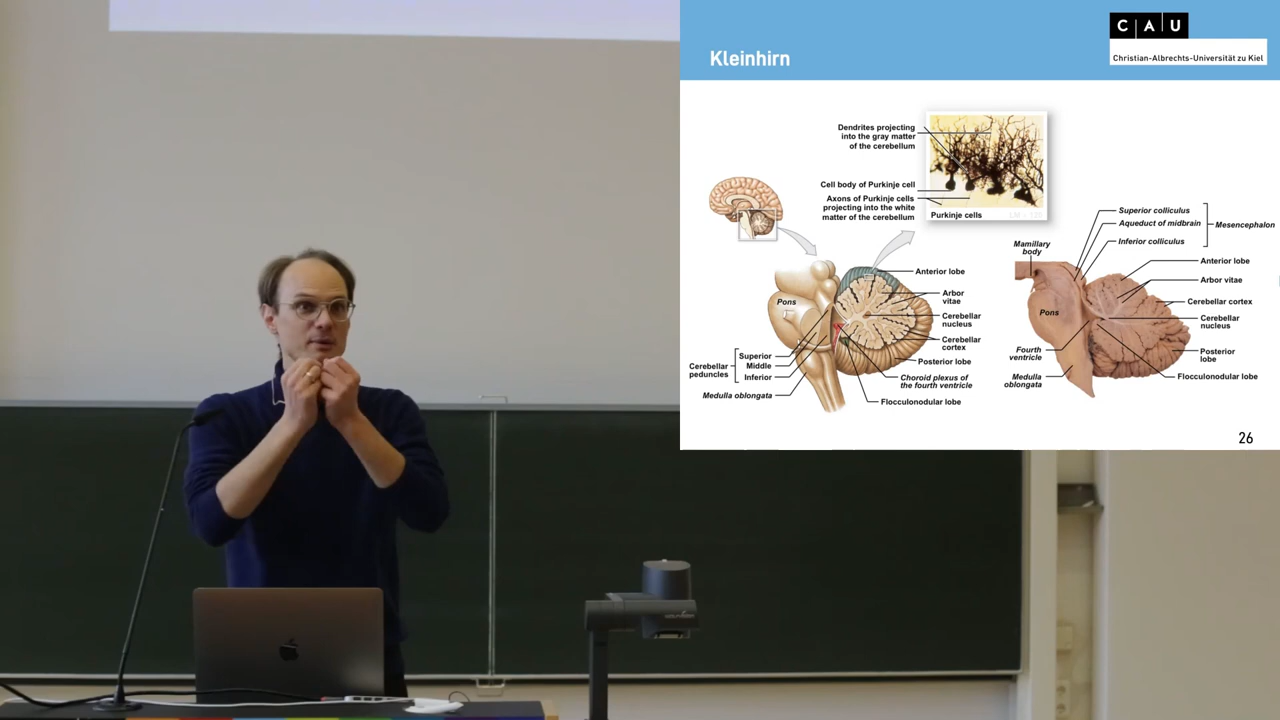 Kleinhirn
C A U
Christian-Albrechts-Universität zu Kiel
Dendrites projecting
into the gray matter
of the cerebellum
Cell body of Purkinje cell
Axons of Purkinje cells
projecting into the white
matter of the cerebellum
Purkinje cells
Pons
Anterior lobe
Arbor
vitae
Cerebellar
nucleus
Cerebellar
cortex
Posterior lobe
Choroid plexus of
the fourth ventricle
Flocculonodular lobe
Cerebellar
peduncles
Superior
Middle
Inferior
Medulla oblongata
Superior colliculus
Aqueduct of midbrain
Inferior colliculus
Mesencephalon
Mamillary
body
Anterior lobe
Arbor vitae
Cerebellar cortex
Cerebellar
nucleus
Pons
Fourth
ventricle
Posterior
lobe
Medulla
oblongata
Flocculonodular lobe
26